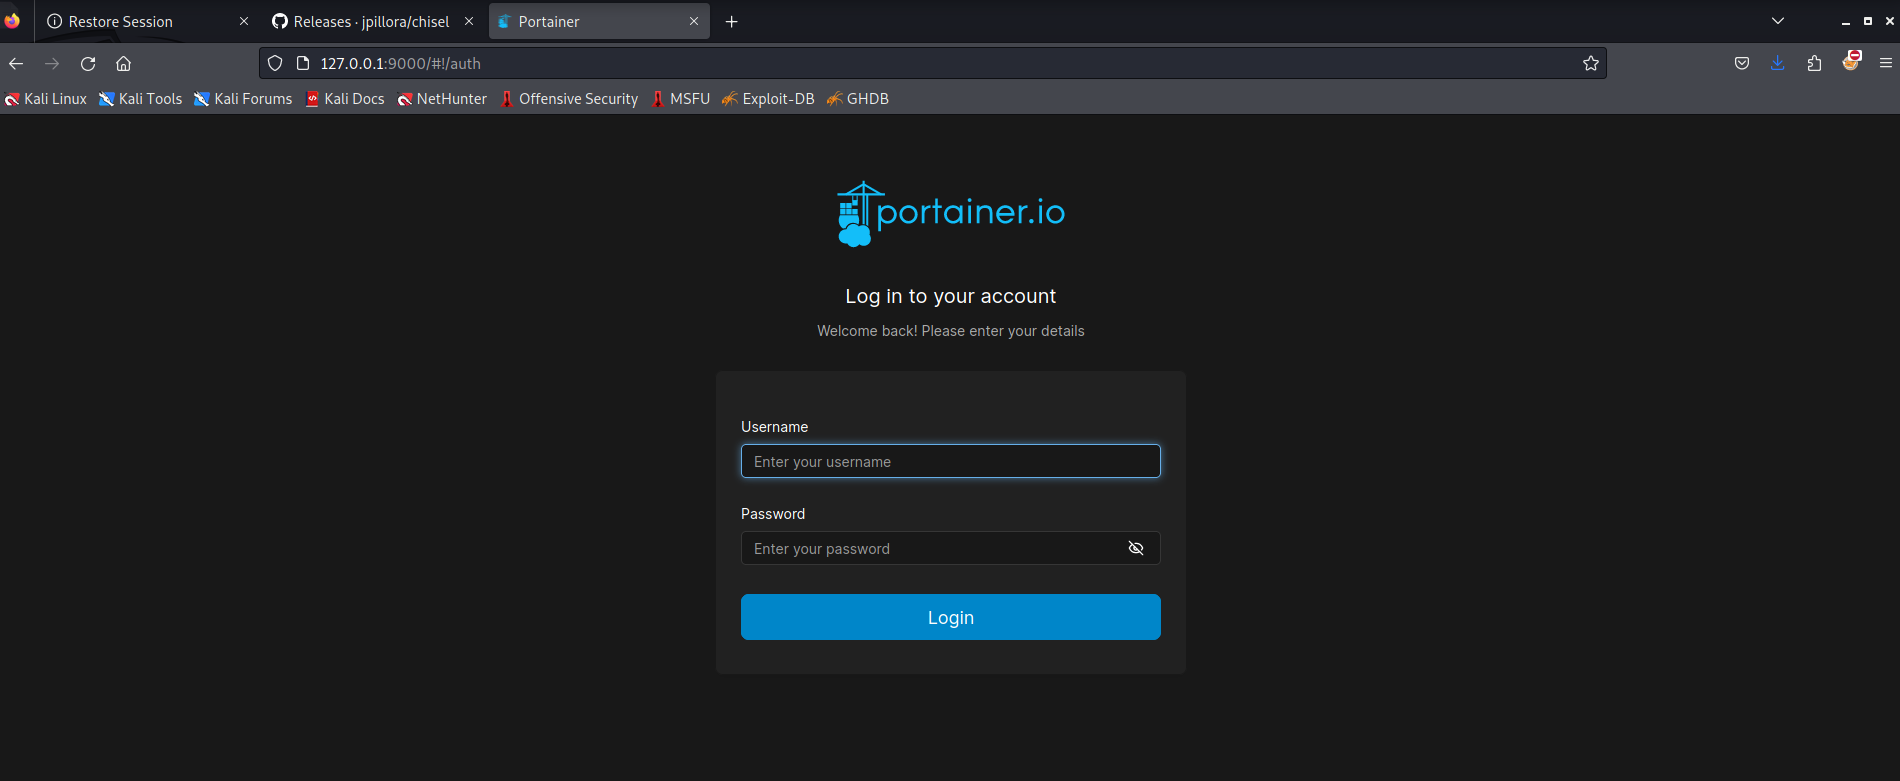 Restore Session
Releases · jpillora/chisel
Portainer
127.0.0.1:9000/#!/auth
Kali Linux Kali Tools Kali Forums Kali Docs NetHunter Offensive Security MSFU Exploit-DB GHDB
portainer.io
Log in to your account
Welcome back! Please enter your details
Username
Enter your username
Password
Enter your password
Login